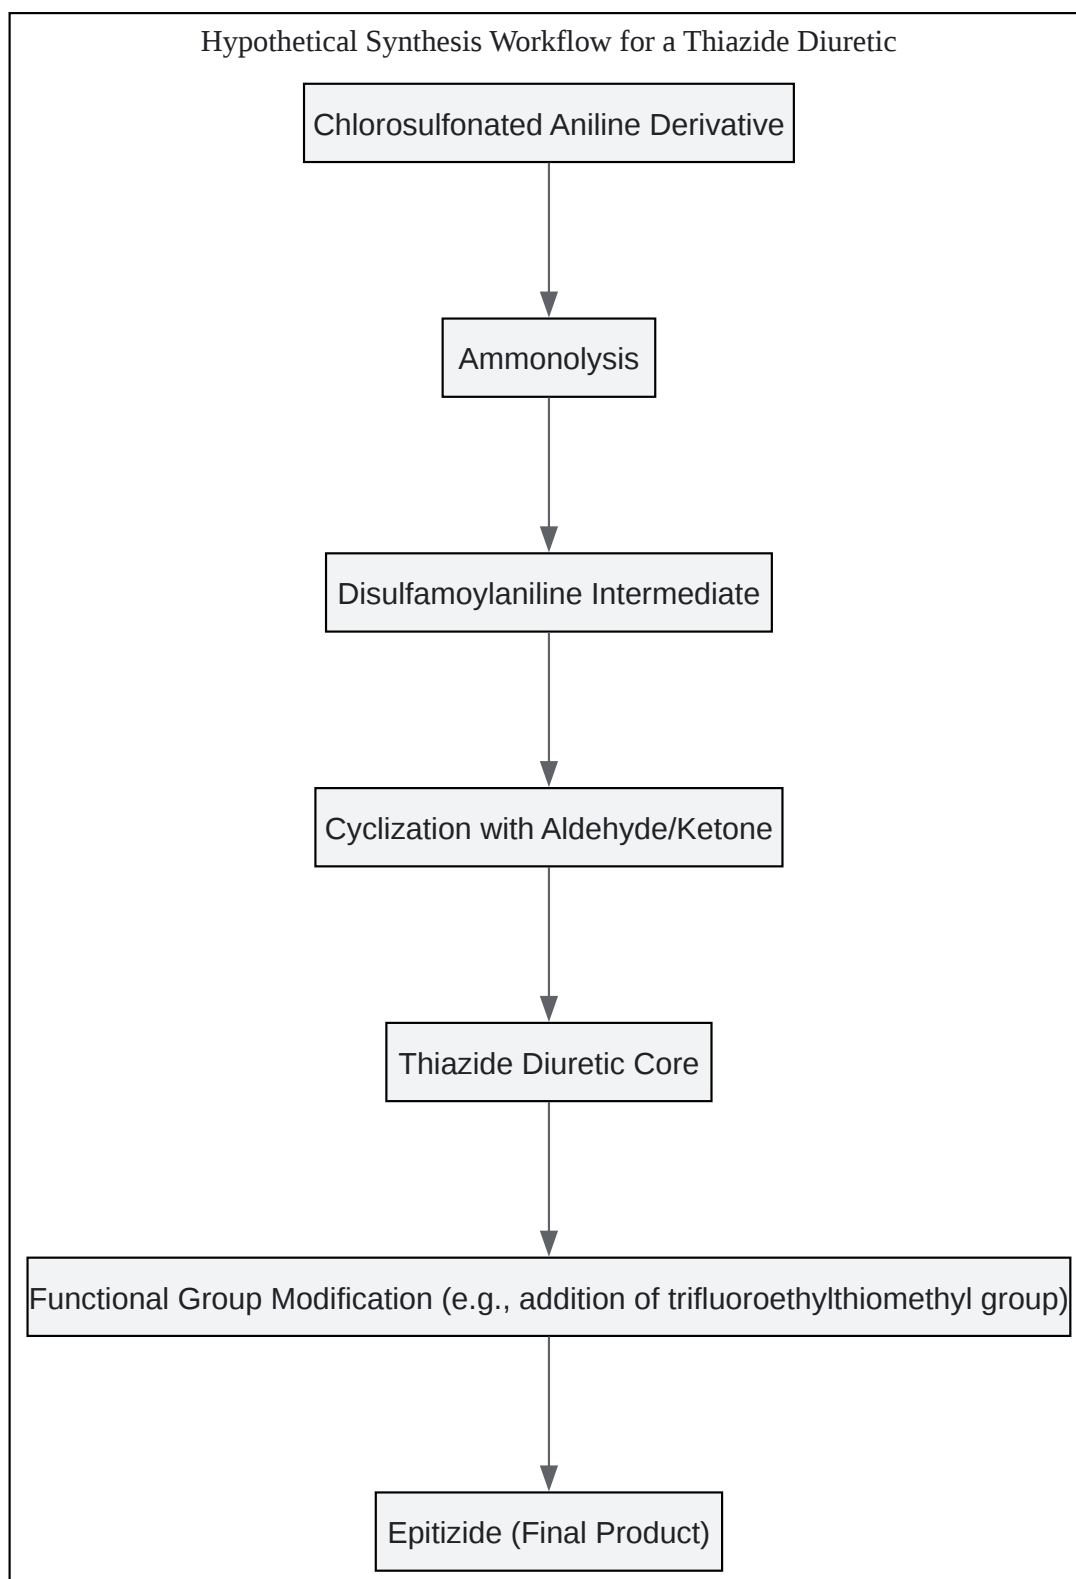 Hypothetical Synthesis Workflow for a Thiazide Diuretic
Chlorosulfonated Aniline Derivative
Ammonolysis
Disulfamoylaniline Intermediate
Cyclization with Aldehyde/Ketone
Thiazide Diuretic Core
Functional Group Modification (e.g., addition of trifluoroethylthiomethyl group)
Epitizide (Final Product)